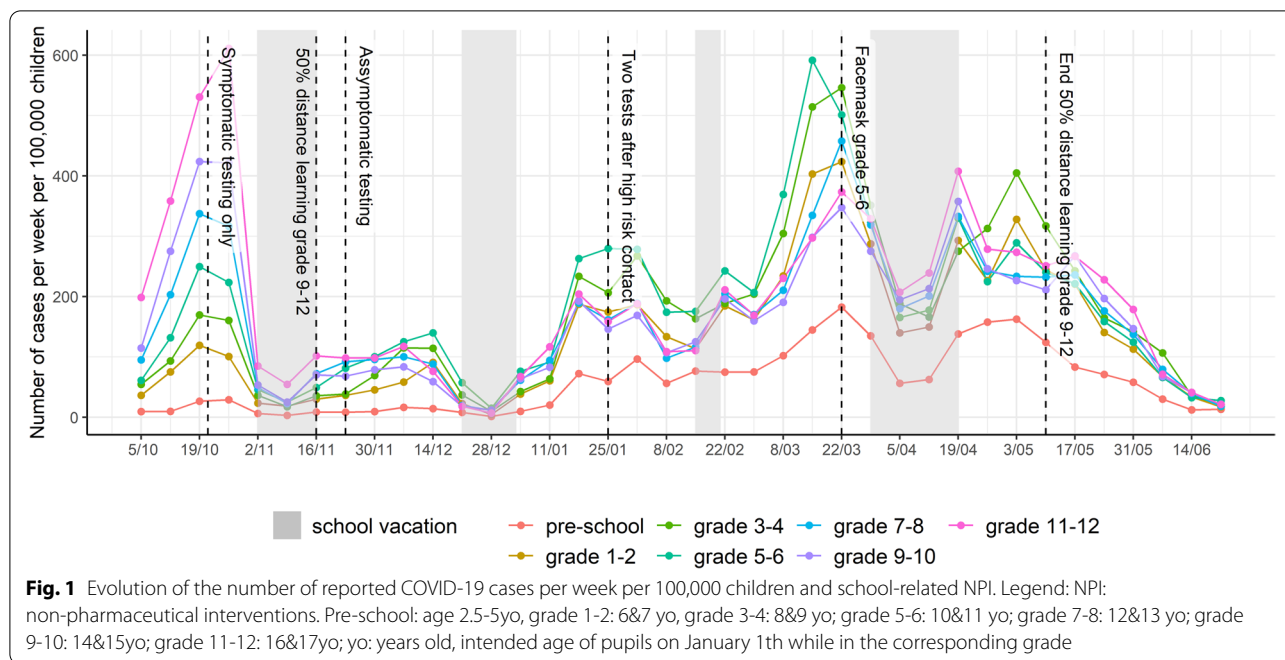 Number of cases per week per 100,000 children
600
400
200
0
Symptomatic testing only
50% distance learning grade 9-12
Assymptomatic testing
Two tests after high risk contact
Facemask grade 5-6
End 50% distance learning grade 9-12
5/10 19/10 2/11 16/11 30/11 14/12 28/12 11/01 25/01 8/02 22/02 8/03 22/03 5/04 19/04 3/05 17/05 31/05 14/06
school vacation pre-school grade 3-4 grade 7-8 grade 11-12
grade 1-2 grade 5-6 grade 9-10
Fig. 1 Evolution of the number of reported COVID-19 cases per week per 100,000 children and school-related NPI. Legend: NPI:
non-pharmaceutical interventions. Pre-school: age 2.5-5yo, grade 1-2: 6&7 yo, grade 3-4: 8&9 yo; grade 5-6: 10&11 yo; grade 7-8: 12&13 yo; grade
9-10: 14&15yo; grade 11-12: 16&17yo; yo: years old, intended age of pupils on January 1th while in the corresponding grade